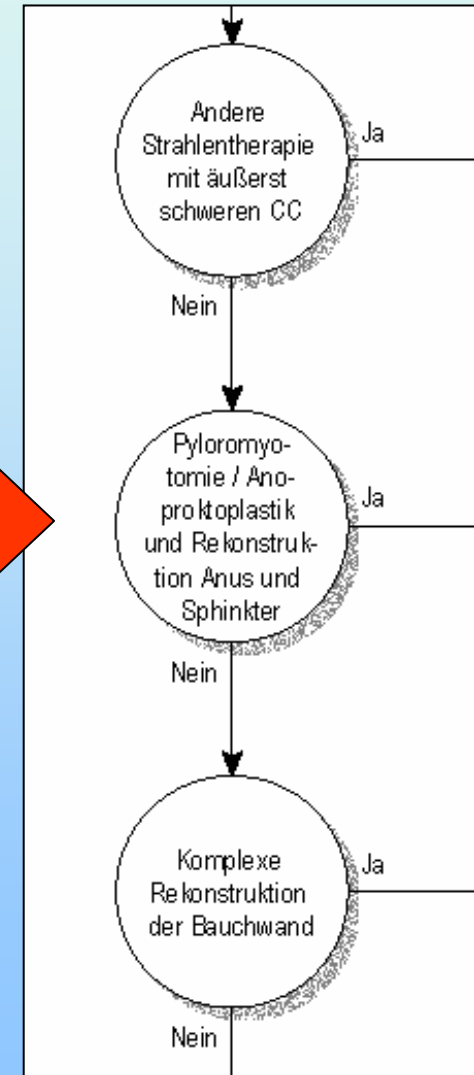 Andere
Strahlentherapie
mit äußerst
schweren CC
Ja
Nein
Pyloromyo-
tomie / Ano-
proktoplastik
und Rekonstruk-
tion Anus und
Sphinkter
Ja
Nein
Komplexe
Rekonstruktion
der Bauchwand
Ja
Nein